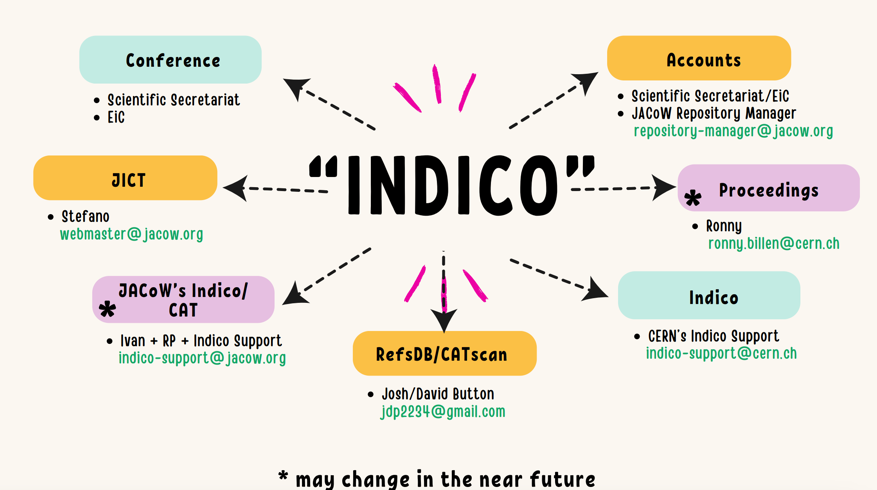 Conference
• Scientific Secretariat
• EiC
Accounts
• Scientific Secretariat/EiC
• JACoW Repository Manager
repository-manager@jacow.org
"INDICO"
JICT
• Stefano
webmaster@jacow.org
* Proceedings
• Ronny
ronny.billen@cern.ch
* JACoW's Indico/
CAT
• Ivan + RP + Indico Support
indico-support@jacow.org
RefsDB/CATscan
• Josh/David Button
jdp2234@gmail.com
Indico
• CERN's Indico Support
indico-support@cern.ch
* may change in the near future